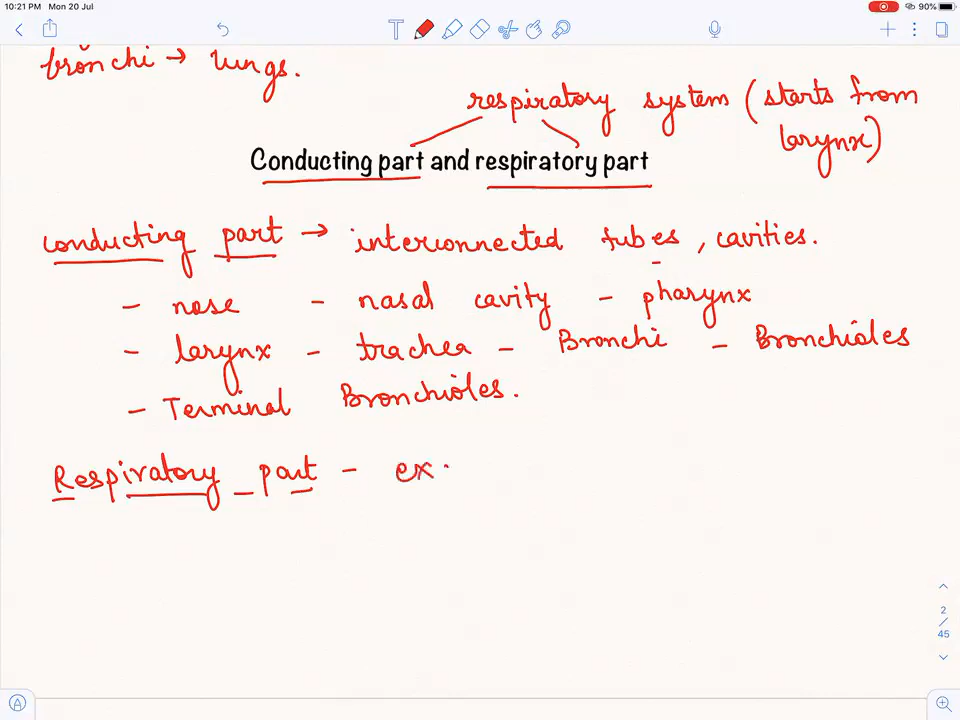 10:21 PM Mon 20 Jul
90%
bronchi → lungs.
respiratory system (starts from
larynx)
Conducting part and respiratory part
conducting part → interconnected tubes, cavities.
- nose - nasal cavity - pharynx
- larynx - trachea - Bronchi - Bronchioles
- Terminal Bronchioles.
Respiratory part - ex
2
/
45